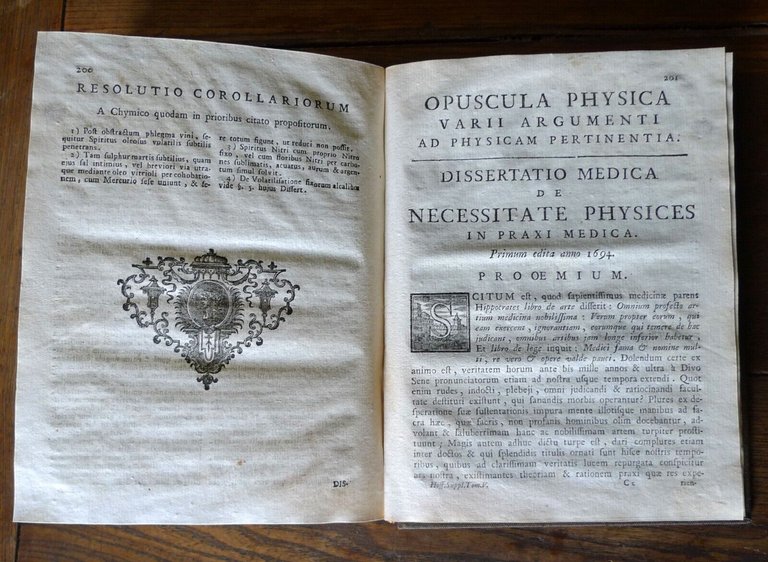 200
RESOLUTIO COROLLARIORUM
A Chymico quodam in prioribus citato propositorum.
1) Post obstractum phlegma vini, se-
quitur Spiritus oleosus volatilis subtilis
penetrans.
2) Tam sulphur martis subtilius, quam
ejus sal intimius, vel breviori via utra-
que mediante oleo vitrioli per cohobatio-
nem, cum Mercurio sese uniunt, & se-
re totum figunt, ut reduci non possit.
3) Spiritus Nitri cum proprio Nitro
fixo, vel cum floribus Nitri per carbo-
nes sublimatis, acuatus, aurum & argen-
tum simul solvit.
4) De Volatilisatione fixorum alcalium
vide §. 5. hujus Dissert.
DIS-
201
OPUSCULA PHYSICA
VARII ARGUMENTI
AD PHYSICAM PERTINENTIA.
DISSERTATIO MEDICA
DE
NECESSITATE PHYSICES
IN PRAXI MEDICA.
Primum edita anno 1694.
PROOEMIUM.
SCITUM est, quod sapientissimus medicinæ parens
Hippocrates libro de arte disserit: Omnium profecto ar-
tium medicina nobilissima: Verum propter eorum, qui
eam exercent, ignorantiam, eorumque qui temere de hac
judicant, omnibus artibus jam longe inferior habetur,
Et libro de lege inquit: Medici fama & nomine mul-
ti, re vero & opere valde pauci. Dolendum certe ex
animo est, veritatem horum ante bis mille annos & ultra à Divo
Sene pronunciatorum etiam ad nostra usque tempora extendi. Quot
enim rudes, indocti, plebeji, omni judicandi & ratiocinandi facul-
tate destituti existunt, qui sanandis morbis operantur? Plures ex de-
speratione suæ sustentationis impura mente illotisque manibus ad sa-
cra hæc, quæ sacris, non profanis hominibus olim docebantur, ad-
volant & saluberrimam hanc ac nobilissimam artem turpiter prosti-
tuunt; Magis autem adhuc dictu turpe est, dari complures etiam
inter doctos & qui splendidis titulis ornati sunt hisce nostris tempo-
ribus, quibus ad clarissimam veritatis lucem repurgata conspicitur
ars nostra, existimantes theoriam & rationem praxi quæ res expe-
Hoff. Suppl. Tom. V.
Cc
rien-